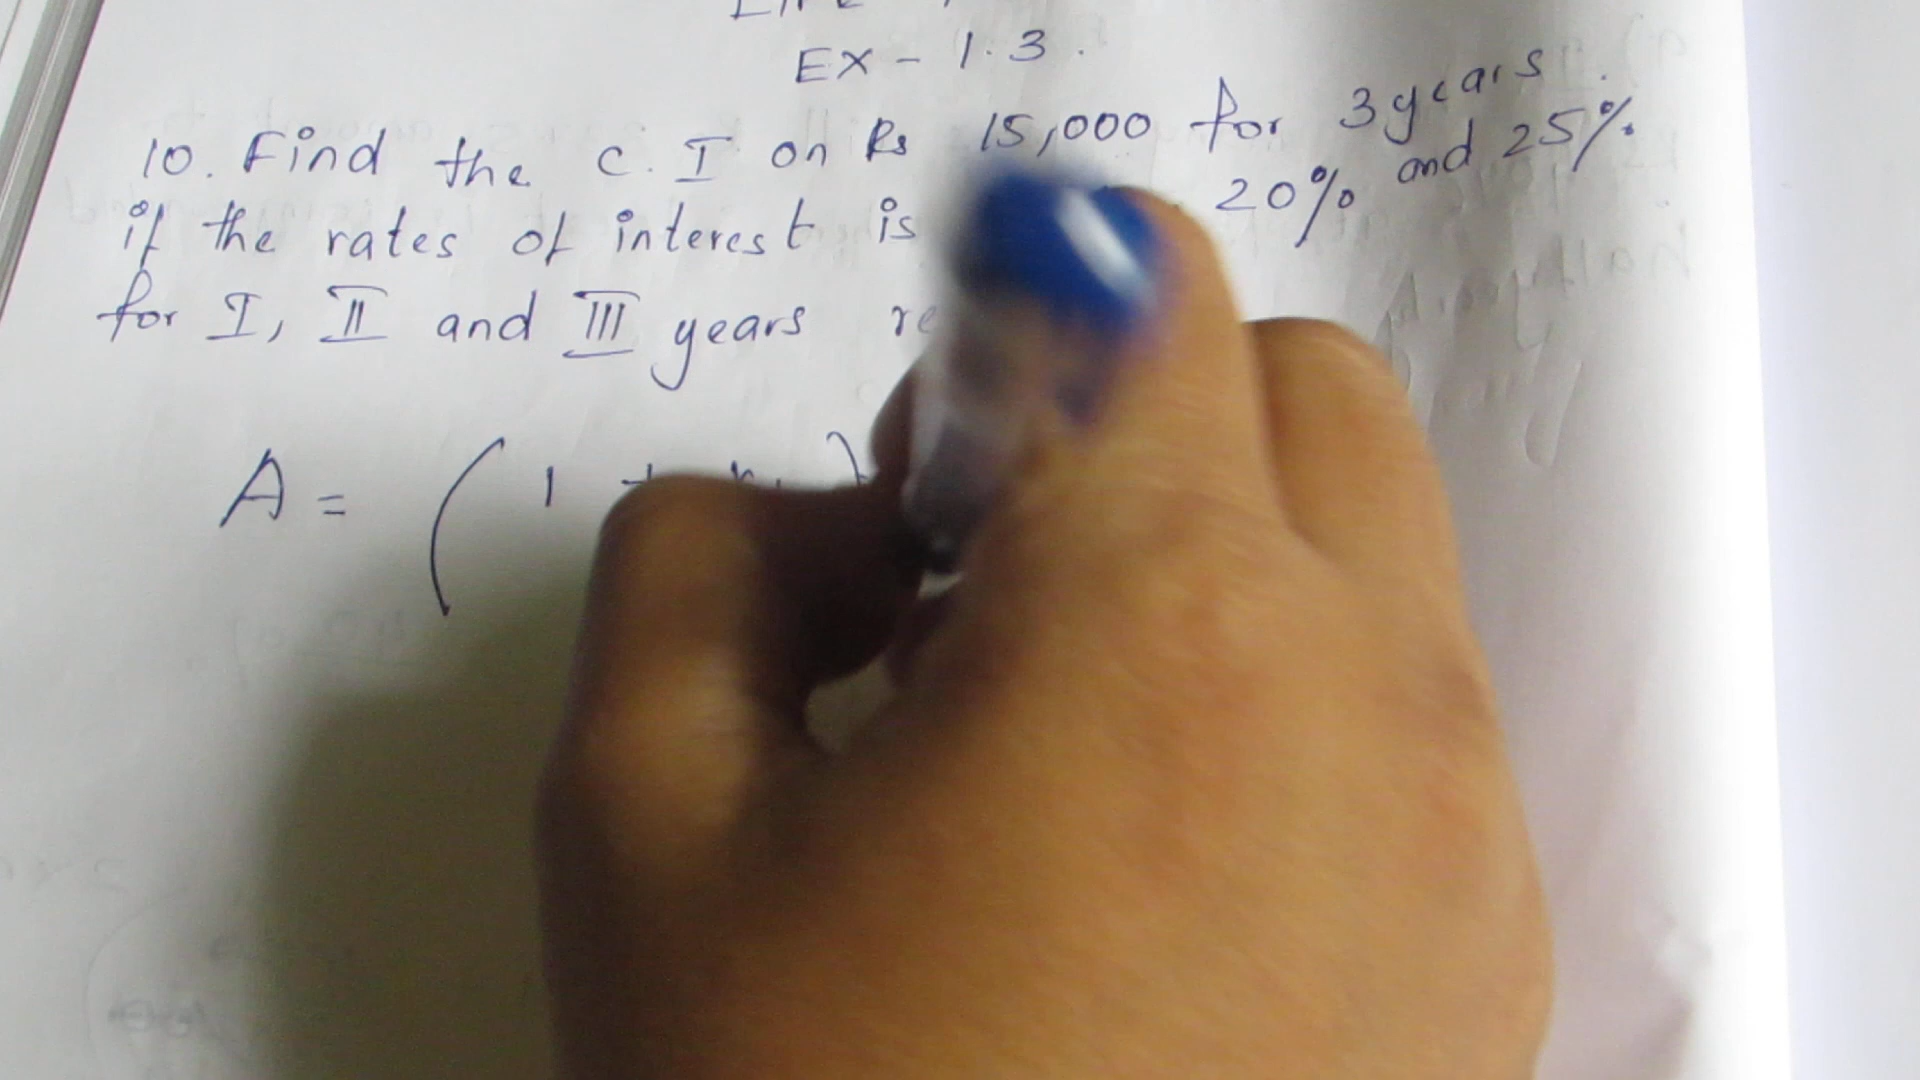 EX - 1.3.
10. Find the C.I on Rs 15,000 for 3 years
if the rates of interest is 20% and 25%
for I, II and III years
A = ( 1 + )